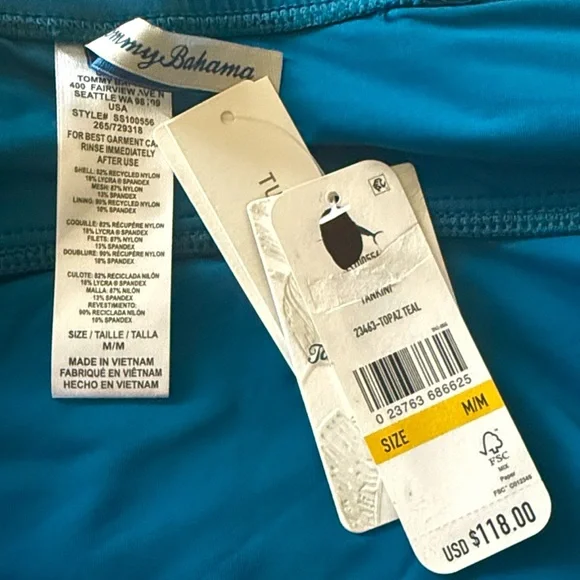 Tommy Bahama
TOMMY
400 FAIRVIEW AVE N
SEATTLE WA 98109
USA
STYLE# SS100556
265/729318
FOR BEST GARMENT
RINSE IMMEDIATELY
AFTER USE
SHELL: 82% RECYCLED NYLON
18% LYCRA® SPANDEX
MESH: 87% NYLON
13% SPANDEX
LINING: 90% RECYCLED NYLON
10% SPANDEX
COQUILLE: 82% RÉCUPÉRÉ NYLON
18% LYCRA® SPANDEX
FILETS: 87% NYLON
13% SPANDEX
DOUBLURE: 90% RÉCUPÉRÉ NYLON
10% SPANDEX
CULOTE: 82% RECICLADA NILÓN
18% LYCRA® SPANDEX
MALLA: 87% NILÓN
13% SPANDEX
REVESTIMIENTO:
90% RECICLADA NILÓN
10% SPANDEX
SIZE / TAILLE / TALLA
M/M
MADE IN VIETNAM
FABRIQUÉ EN VIÊTNAM
HECHO EN VIETNAM
TANKINI
23463-TOPAZ TEAL
0 23763 686625
SIZE M/M
FSC
MIX
Paper
FSC® C012345
USD $118.00